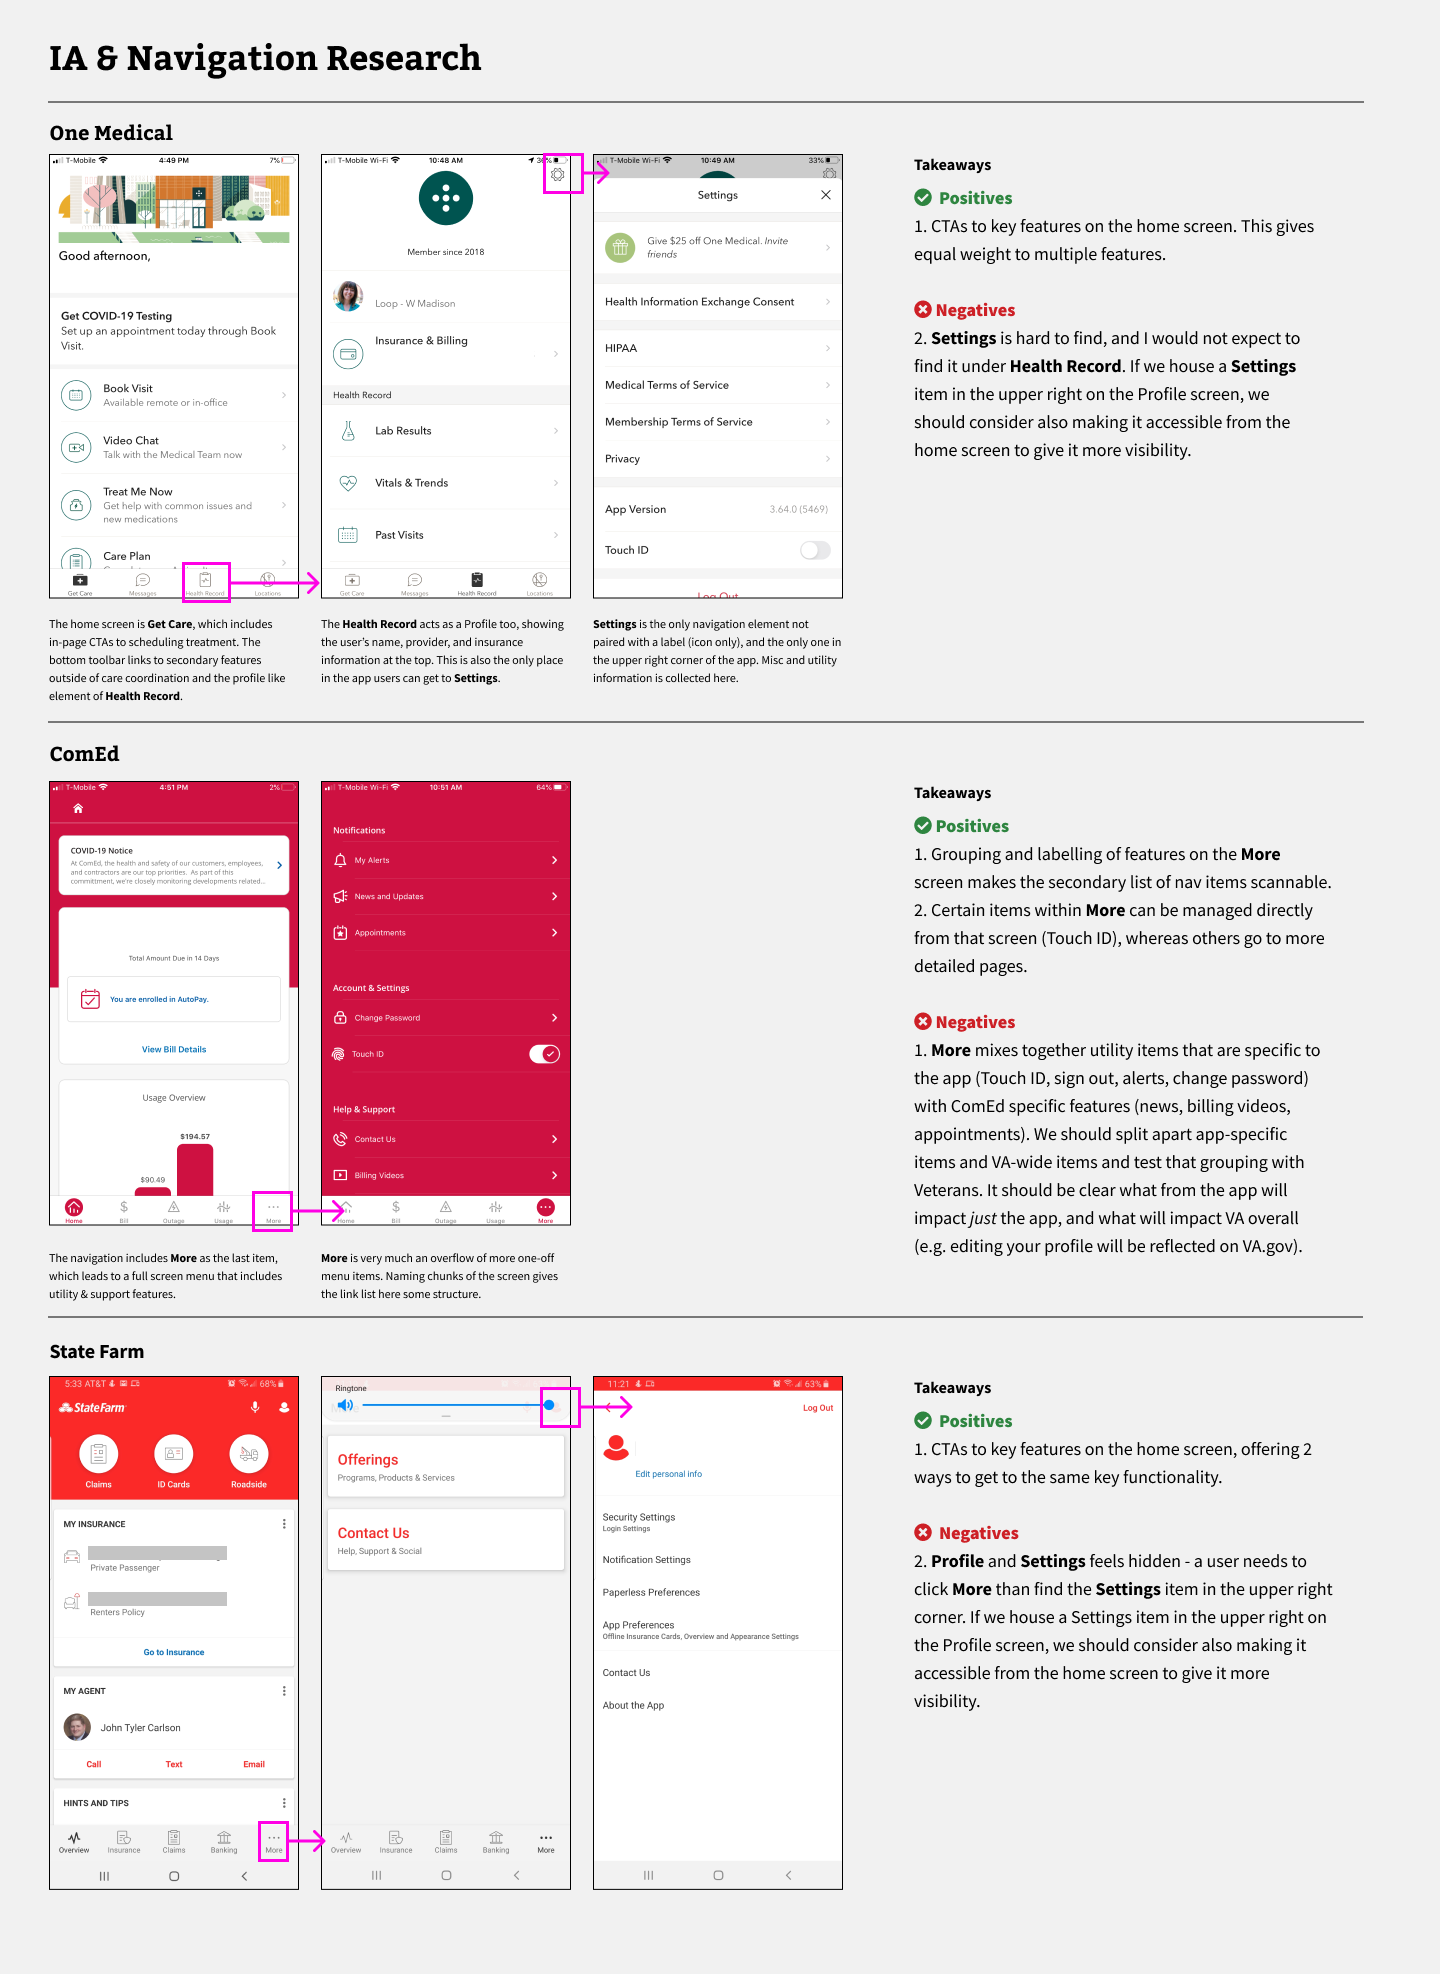 IA & Navigation Research
One Medical
T-Mobile
4:49 PM
7%
Good afternoon,
Get COVID-19 Testing
Set up an appointment today through Book
Visit.
Book Visit
Available remote or in-office
Video Chat
Talk with the Medical Team now
Treat Me Now
Get help with common issues and
new medications
Care Plan
Get Care
Messages
Health Record
Locations
The home screen is Get Care, which includes
in-page CTAs to scheduling treatment. The
bottom toolbar links to secondary features
outside of care coordination and the profile like
element of Health Record.
T-Mobile Wi-Fi
10:48 AM
36%
Member since 2018
Loop - W Madison
Insurance & Billing
Health Record
Lab Results
Vitals & Trends
Past Visits
Get Care
Messages
Health Record
Locations
The Health Record acts as a Profile too, showing
the user's name, provider, and insurance
information at the top. This is also the only place
in the app users can get to Settings.
T-Mobile Wi-Fi
10:49 AM
33%
Settings
Give $25 off One Medical. Invite
friends
Health Information Exchange Consent
HIPAA
Medical Terms of Service
Membership Terms of Service
Privacy
App Version
3.64.0 (5469)
Touch ID
Log Out
Settings is the only navigation element not
paired with a label (icon only), and the only one in
the upper right corner of the app. Misc and utility
information is collected here.
Takeaways
Positives
1. CTAs to key features on the home screen. This gives
equal weight to multiple features.
Negatives
2. Settings is hard to find, and I would not expect to
find it under Health Record. If we house a Settings
item in the upper right on the Profile screen, we
should consider also making it accessible from the
home screen to give it more visibility.
ComEd
T-Mobile
4:51 PM
2%
COVID-19 Notice
At ComEd, the health and safety of our customers, employees,
and contractors are our top priorities. As part of this
committment, we're closely monitoring developments related...
Total Amount Due in 14 Days
You are enrolled in AutoPay.
View Bill Details
Usage Overview
$194.57
$90.49
Home
Bill
Outage
Usage
More
The navigation includes More as the last item,
which leads to a full screen menu that includes
utility & support features.
T-Mobile Wi-Fi
10:51 AM
64%
Notifications
My Alerts
News and Updates
Appointments
Account & Settings
Change Password
Touch ID
Help & Support
Contact Us
Billing Videos
Home
Bill
Outage
Usage
More
More is very much an overflow of more one-off
menu items. Naming chunks of the screen gives
the link list here some structure.
Takeaways
Positives
1. Grouping and labelling of features on the More
screen makes the secondary list of nav items scannable.
2. Certain items within More can be managed directly
from that screen (Touch ID), whereas others go to more
detailed pages.
Negatives
1. More mixes together utility items that are specific to
the app (Touch ID, sign out, alerts, change password)
with ComEd specific features (news, billing videos,
appointments). We should split apart app-specific
items and VA-wide items and test that grouping with
Veterans. It should be clear what from the app will
impact just the app, and what will impact VA overall
(e.g. editing your profile will be reflected on VA.gov).
State Farm
5:33 AT&T
68%
StateFarm
Claims
ID Cards
Roadside
MY INSURANCE
Private Passenger
Renters Policy
Go to Insurance
MY AGENT
John Tyler Carlson
Call
Text
Email
HINTS AND TIPS
Overview
Insurance
Claims
Banking
More
Ringtone
Offerings
Programs, Products & Services
Contact Us
Help, Support & Social
Overview
Insurance
Claims
Banking
More
11:21
63%
Log Out
Edit personal info
Security Settings
Login Settings
Notification Settings
Paperless Preferences
App Preferences
Offline Insurance Cards, Overview and Appearance Settings
Contact Us
About the App
Takeaways
Positives
1. CTAs to key features on the home screen, offering 2
ways to get to the same key functionality.
Negatives
2. Profile and Settings feels hidden - a user needs to
click More than find the Settings item in the upper right
corner. If we house a Settings item in the upper right on
the Profile screen, we should consider also making it
accessible from the home screen to give it more
visibility.